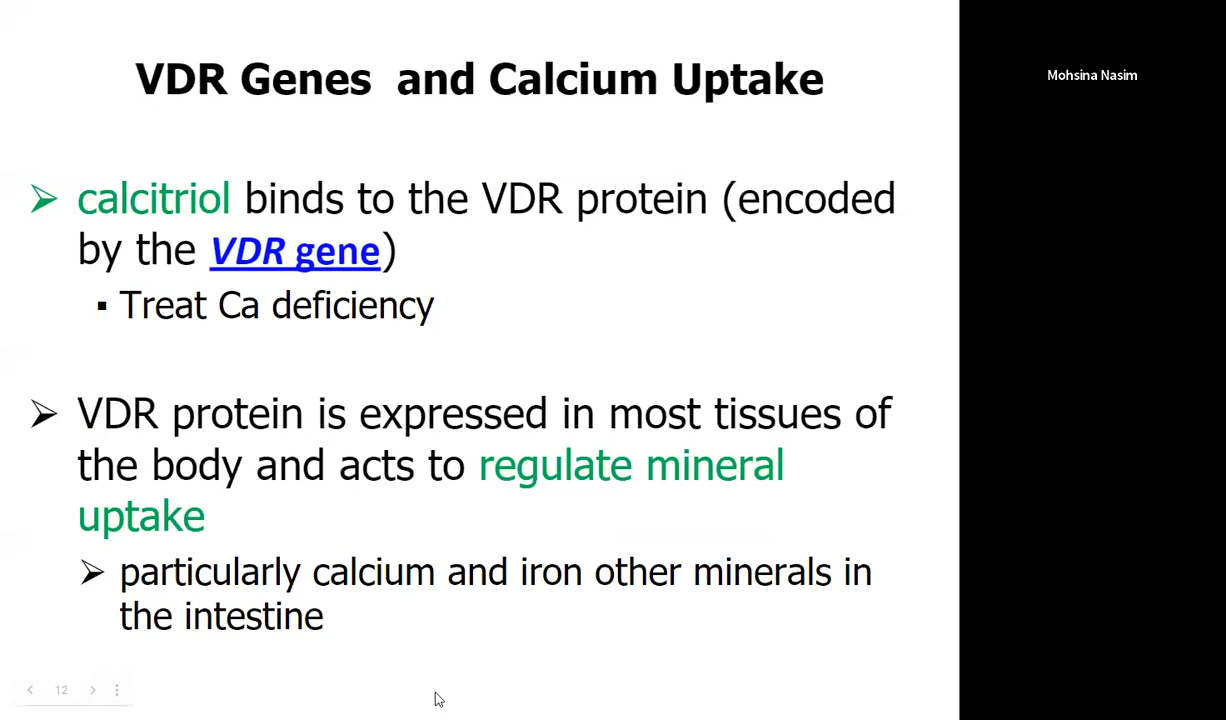 VDR Genes and Calcium Uptake
Mohsina Nasim
➢ calcitriol binds to the VDR protein (encoded
by the VDR gene)
▪ Treat Ca deficiency
➢ VDR protein is expressed in most tissues of
the body and acts to regulate mineral
uptake
➢ particularly calcium and iron other minerals in
the intestine
12